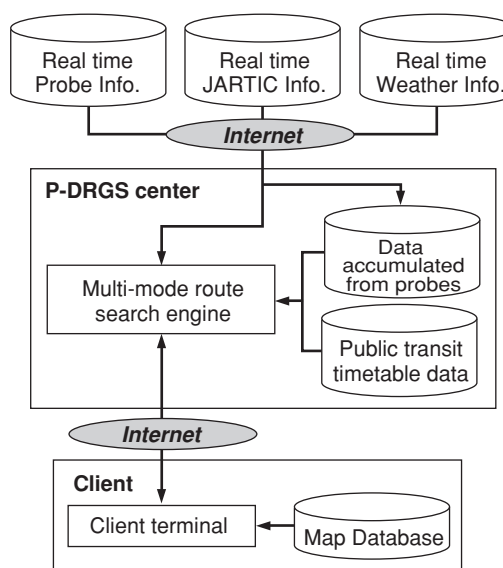 Real time
Probe Info.
Real time
JARTIC Info.
Real time
Weather Info.
Internet
P-DRGS center
Data
accumulated
from probes
Multi-mode route
search engine
Public transit
timetable data
Internet
Client
Client terminal
Map Database